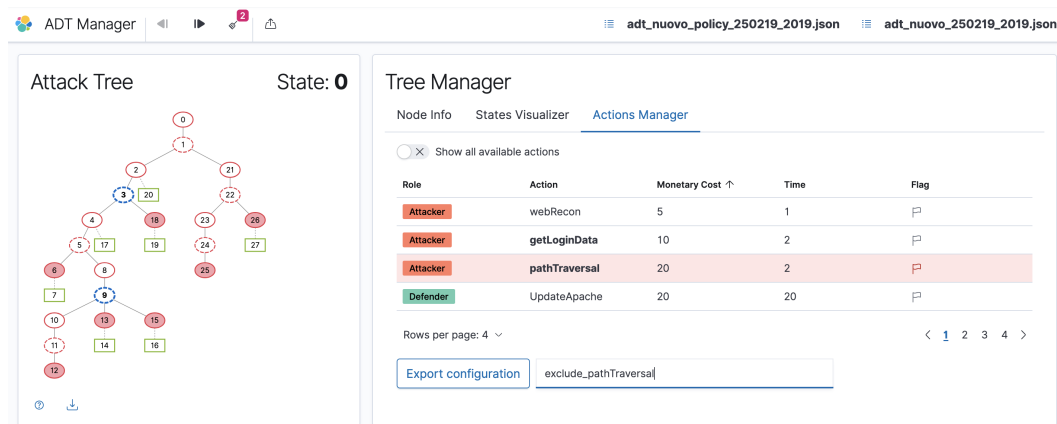 ADT Manager
2
adt_nuovo_policy_250219_2019.json
adt_nuovo_250219_2019.json
Attack Tree
State: 0
0
1
2
21
3
20
22
4
18
23
26
5
17
19
24
27
6
8
25
7
9
10
13
15
11
14
16
12
Tree Manager
Node Info
States Visualizer
Actions Manager
Show all available actions
Role Action Monetary Cost ↑ Time Flag
Attacker webRecon 5 1
Attacker getLoginData 10 2
Attacker pathTraversal 20 2
Defender UpdateApache 20 20
Rows per page: 4
< 1 2 3 4 >
Export configuration
exclude_pathTraversal